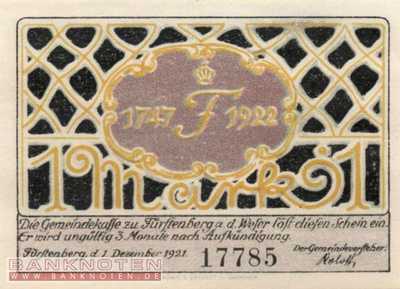 1747 F 1922
1 Mark 1
Die Gemeindekasse zu Fürstenberg a. d. Weser löst diesen Schein ein.
Er wird ungültig 3 Monate nach Aufkündigung.
Fürstenberg, d. 1. Dezember 1921. 17785 Der Gemeindevorsteher:
BANKNOTEN
WWW.BANKNOTEN.DE